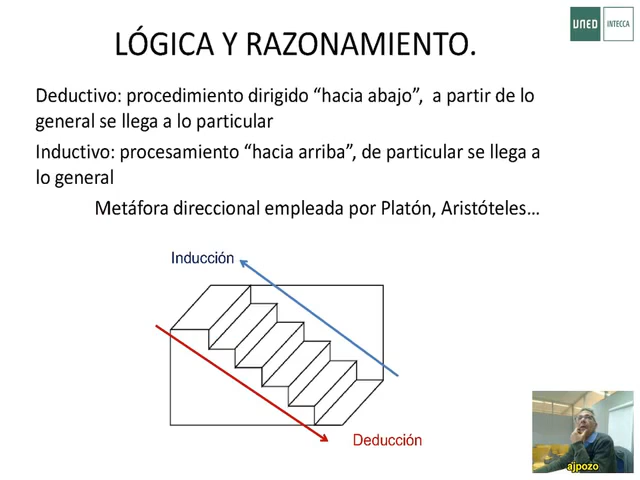 LÓGICA Y RAZONAMIENTO.
UNED
INTECCA
Deductivo: procedimiento dirigido “hacia abajo”, a partir de lo
general se llega a lo particular
Inductivo: procesamiento “hacia arriba”, de particular se llega a
lo general
Metáfora direccional empleada por Platón, Aristóteles...
Inducción
Deducción
ajpozo